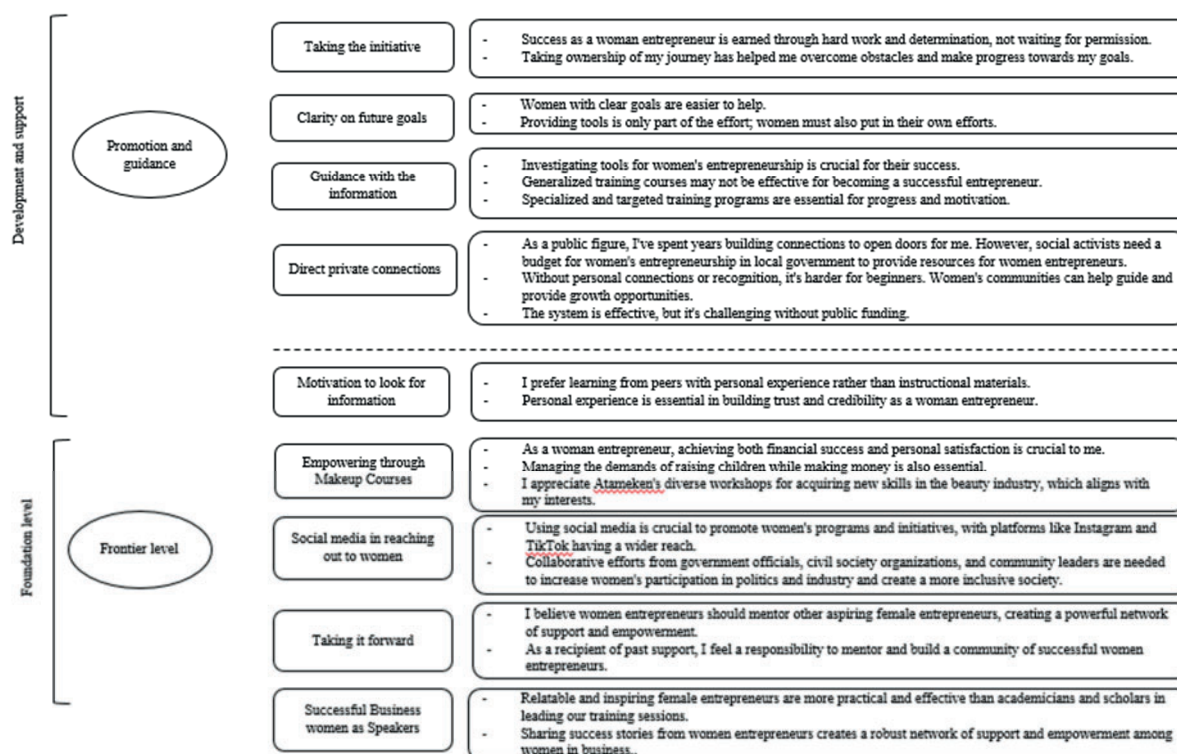 Development and support
Promotion and
guidance
Taking the initiative
- Success as a woman entrepreneur is earned through hard work and determination, not waiting for permission.
- Taking ownership of my journey has helped me overcome obstacles and make progress towards my goals.
Clarity on future goals
- Women with clear goals are easier to help.
- Providing tools is only part of the effort; women must also put in their own efforts.
Guidance with the
information
- Investigating tools for women's entrepreneurship is crucial for their success.
- Generalized training courses may not be effective for becoming a successful entrepreneur.
- Specialized and targeted training programs are essential for progress and motivation.
Direct private connections
- As a public figure, I've spent years building connections to open doors for me. However, social activists need a
budget for women's entrepreneurship in local government to provide resources for women entrepreneurs.
- Without personal connections or recognition, it's harder for beginners. Women's communities can help guide and
provide growth opportunities.
- The system is effective, but it's challenging without public funding.
Motivation to look for
information
- I prefer learning from peers with personal experience rather than instructional materials.
- Personal experience is essential in building trust and credibility as a woman entrepreneur.
Foundation level
Frontier level
Empowering through
Makeup Courses
- As a woman entrepreneur, achieving both financial success and personal satisfaction is crucial to me.
- Managing the demands of raising children while making money is also essential.
- I appreciate Atameken's diverse workshops for acquiring new skills in the beauty industry, which aligns with
my interests.
Social media in reaching
out to women
- Using social media is crucial to promote women's programs and initiatives, with platforms like Instagram and
TikTok having a wider reach.
- Collaborative efforts from government officials, civil society organizations, and community leaders are needed
to increase women's participation in politics and industry and create a more inclusive society.
Taking it forward
- I believe women entrepreneurs should mentor other aspiring female entrepreneurs, creating a powerful network
of support and empowerment.
- As a recipient of past support, I feel a responsibility to mentor and build a community of successful women
entrepreneurs.
Successful Business
women as Speakers
- Relatable and inspiring female entrepreneurs are more practical and effective than academicians and scholars in
leading our training sessions.
- Sharing success stories from women entrepreneurs creates a robust network of support and empowerment among
women in business..